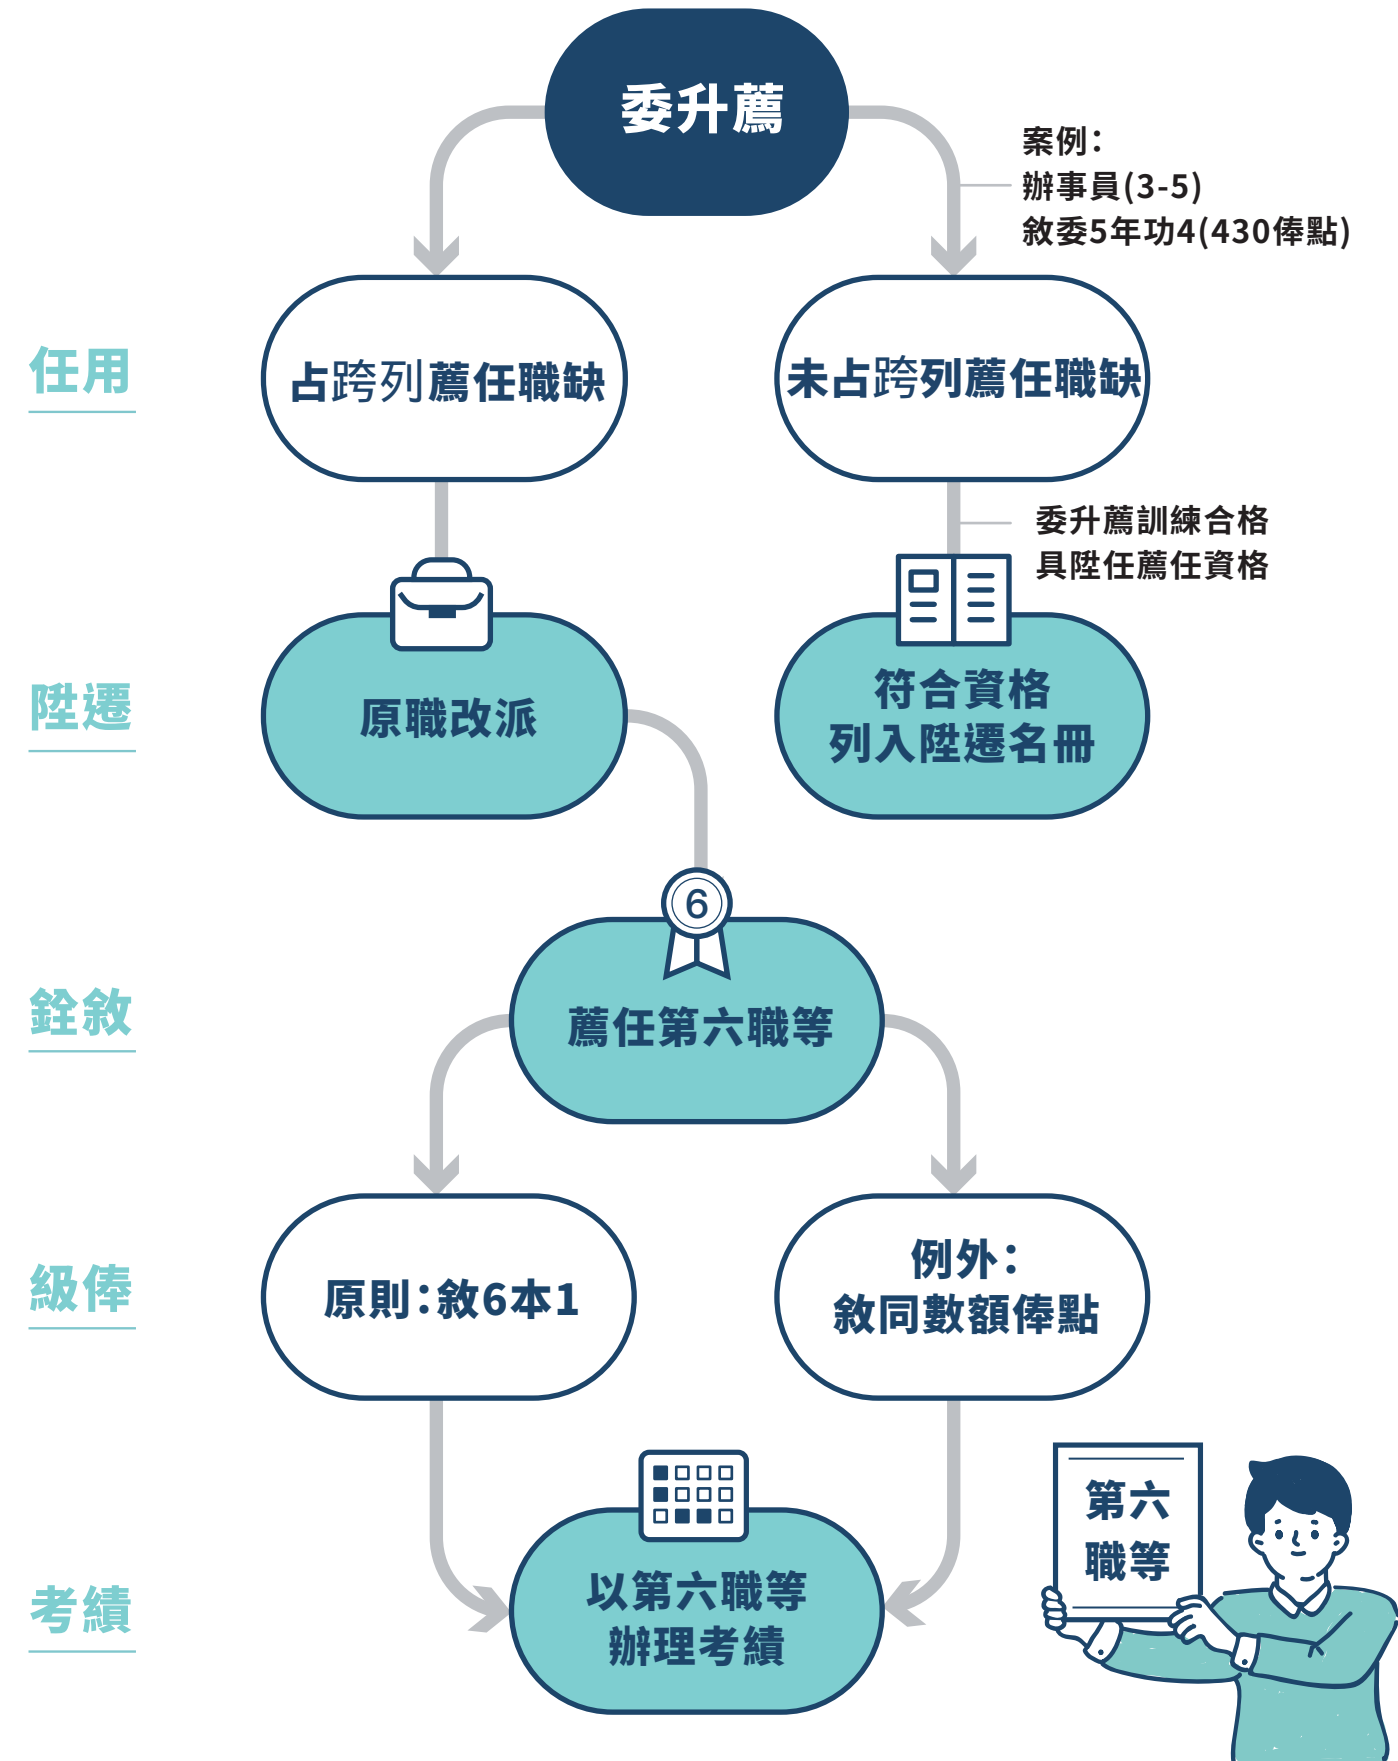 委升薦
案例：
辦事員(3-5)
敘委5年功4(430俸點)
任用
占跨列薦任職缺
未占跨列薦任職缺
委升薦訓練合格
具陞任薦任資格
陞遷
原職改派
符合資格
列入陞遷名冊
6
銓敘
薦任第六職等
級俸
原則：敘6本1
例外：
敘同數額俸點
第六
職等
考績
以第六職等
辦理考績